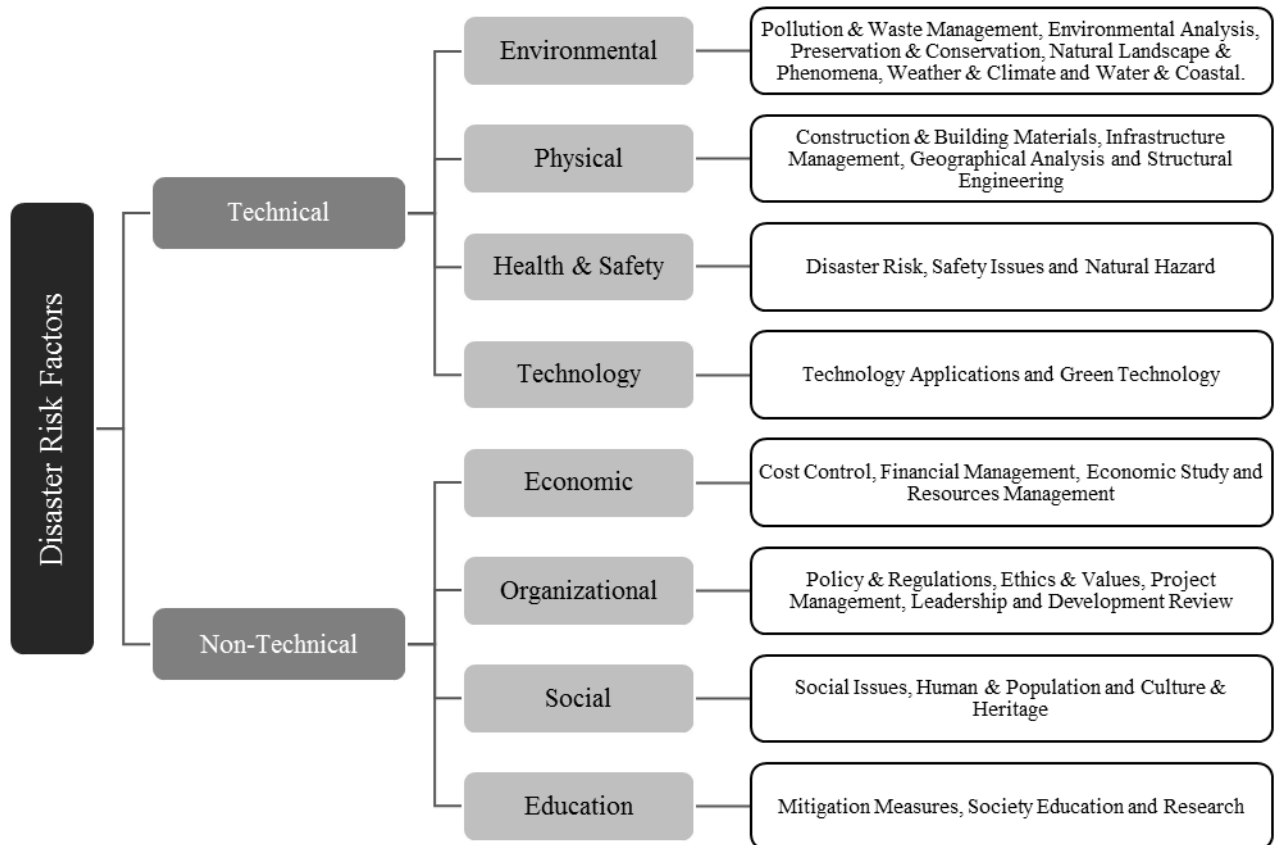 Disaster Risk Factors
Technical
Environmental
Pollution & Waste Management, Environmental Analysis,
Preservation & Conservation, Natural Landscape &
Phenomena, Weather & Climate and Water & Coastal.
Physical
Construction & Building Materials, Infrastructure
Management, Geographical Analysis and Structural
Engineering
Health & Safety
Disaster Risk, Safety Issues and Natural Hazard
Technology
Technology Applications and Green Technology
Non-Technical
Economic
Cost Control, Financial Management, Economic Study and
Resources Management
Organizational
Policy & Regulations, Ethics & Values, Project
Management, Leadership and Development Review
Social
Social Issues, Human & Population and Culture &
Heritage
Education
Mitigation Measures, Society Education and Research